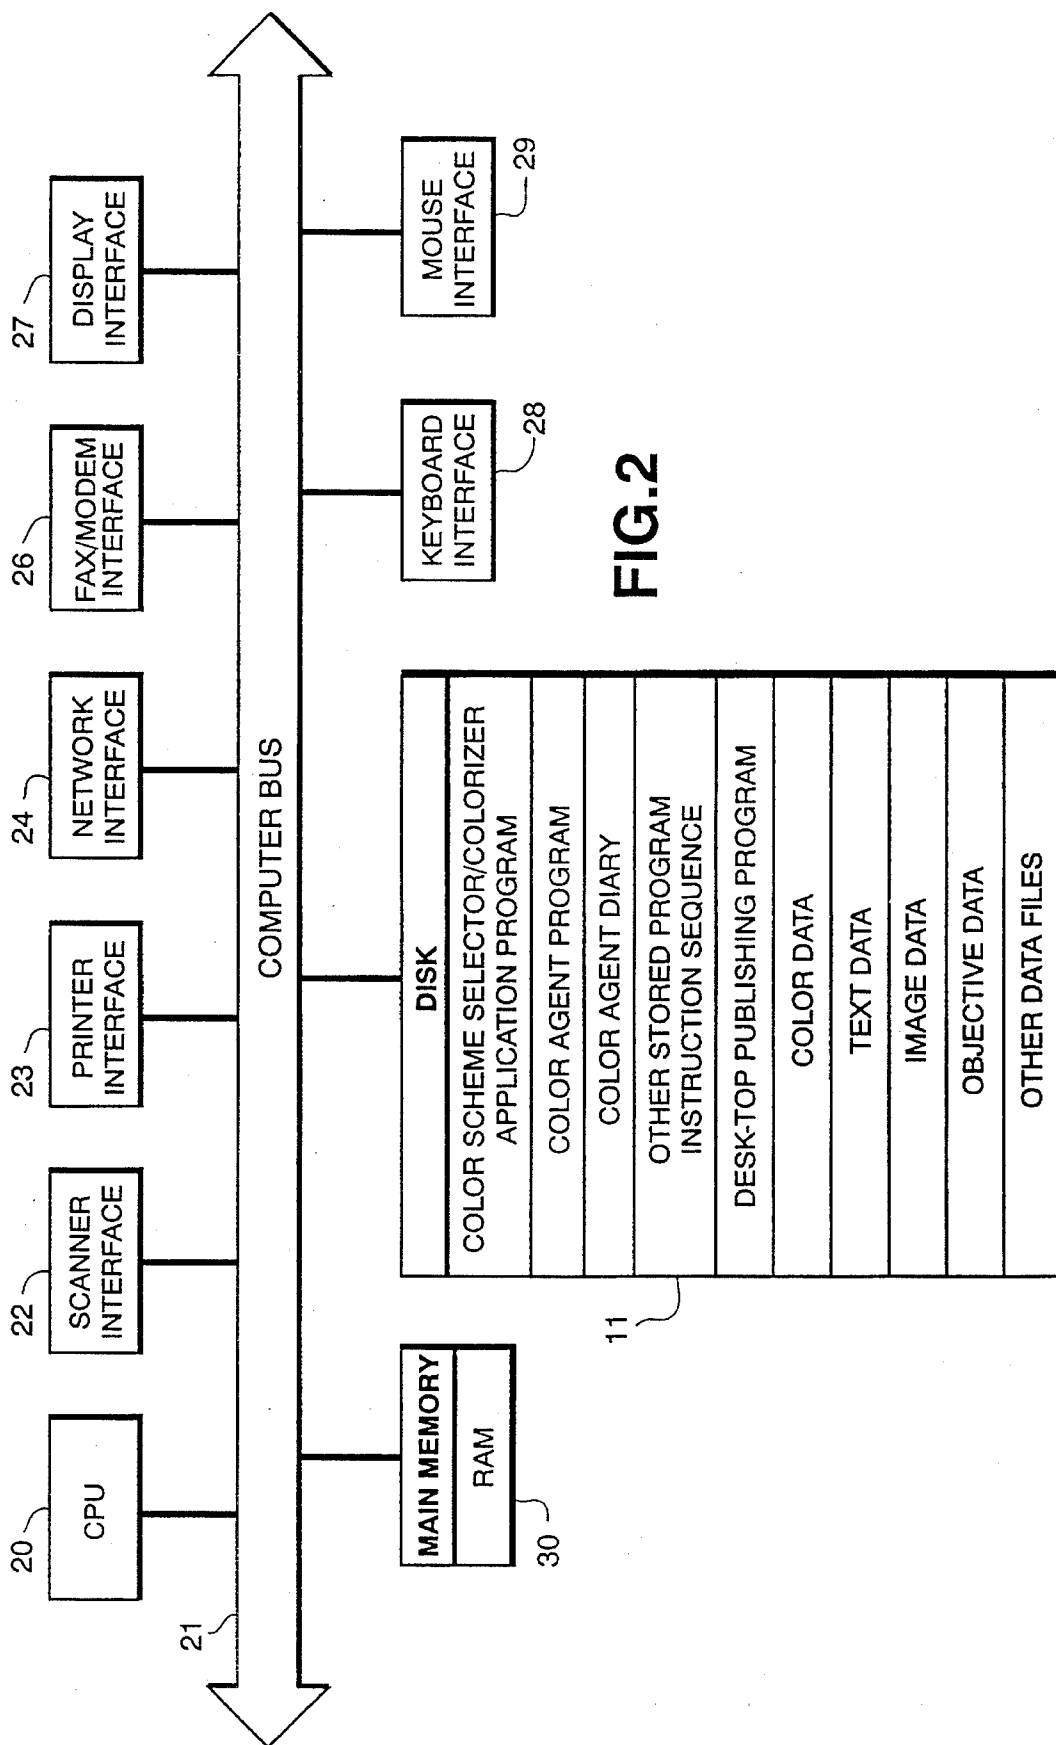 20
22
23
24
26
27
CPU
SCANNER
INTERFACE
PRINTER
INTERFACE
NETWORK
INTERFACE
FAX/MODEM
INTERFACE
DISPLAY
INTERFACE
21
COMPUTER BUS
MAIN MEMORY
RAM
30
DISK
COLOR SCHEME SELECTOR/COLORIZER
APPLICATION PROGRAM
COLOR AGENT PROGRAM
COLOR AGENT DIARY
OTHER STORED PROGRAM
INSTRUCTION SEQUENCE
DESK-TOP PUBLISHING PROGRAM
COLOR DATA
TEXT DATA
IMAGE DATA
OBJECTIVE DATA
OTHER DATA FILES
11
KEYBOARD
INTERFACE
28
MOUSE
INTERFACE
29
FIG.2